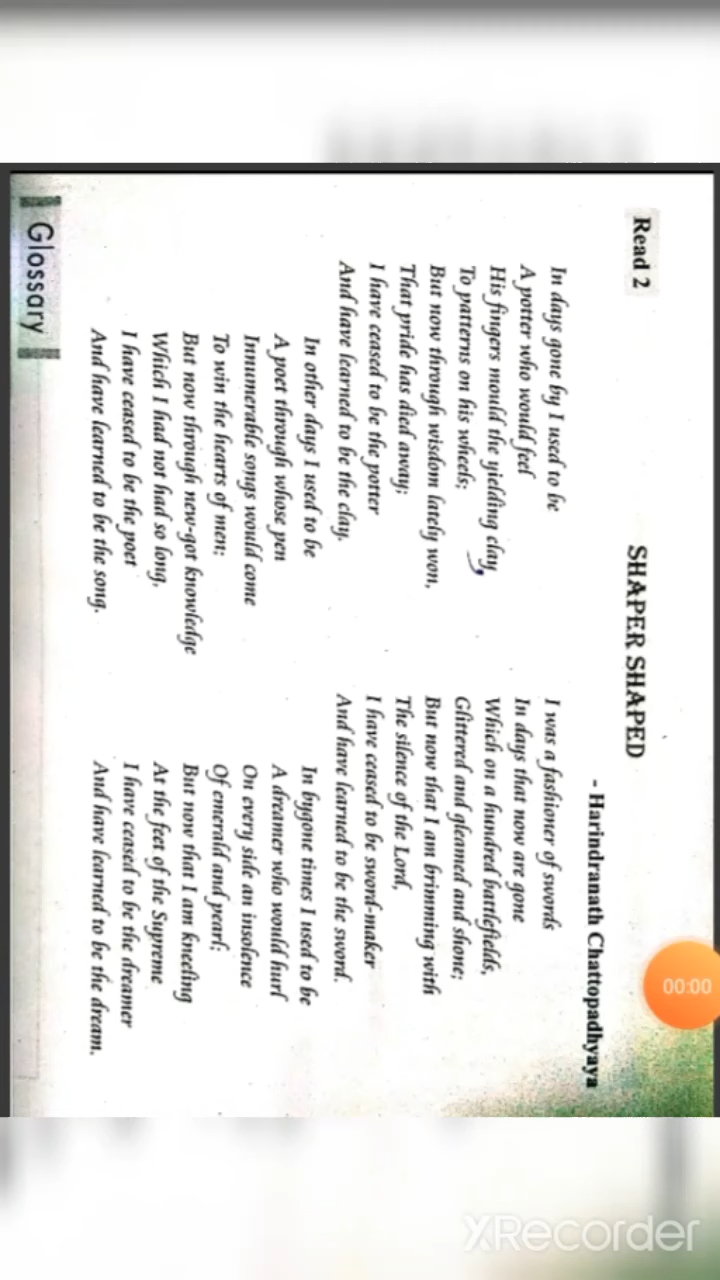 Read 2
SHAPER SHAPED
- Harindranath Chattopadhyaya
In days gone by I used to be
A potter who would feel
His fingers mould the yielding clay,
To patterns on his wheels;
But now through wisdom lately won,
That pride has died away;
I have ceased to be the potter
And have learned to be the clay.
In other days I used to be
A poet through whose pen
Innumerable songs would come
To win the hearts of men;
But now through new-got knowledge
Which I had not had so long,
I have ceased to be the poet
And have learned to be the song.
I was a fashioner of swords
In days that now are gone
Which on a hundred battlefields,
Glittered and gleamed and shone;
But now that I am brimming with
The silence of the Lord,
I have ceased to be sword-maker
And have learned to be the sword.
In bygone times I used to be
A dreamer who would hurl
On every side an insolence
Of emerald and pearl;
But now that I am kneeling
At the feet of the Supreme
I have ceased to be the dreamer
And have learned to be the dream.
Glossary
00:00
XRecorder